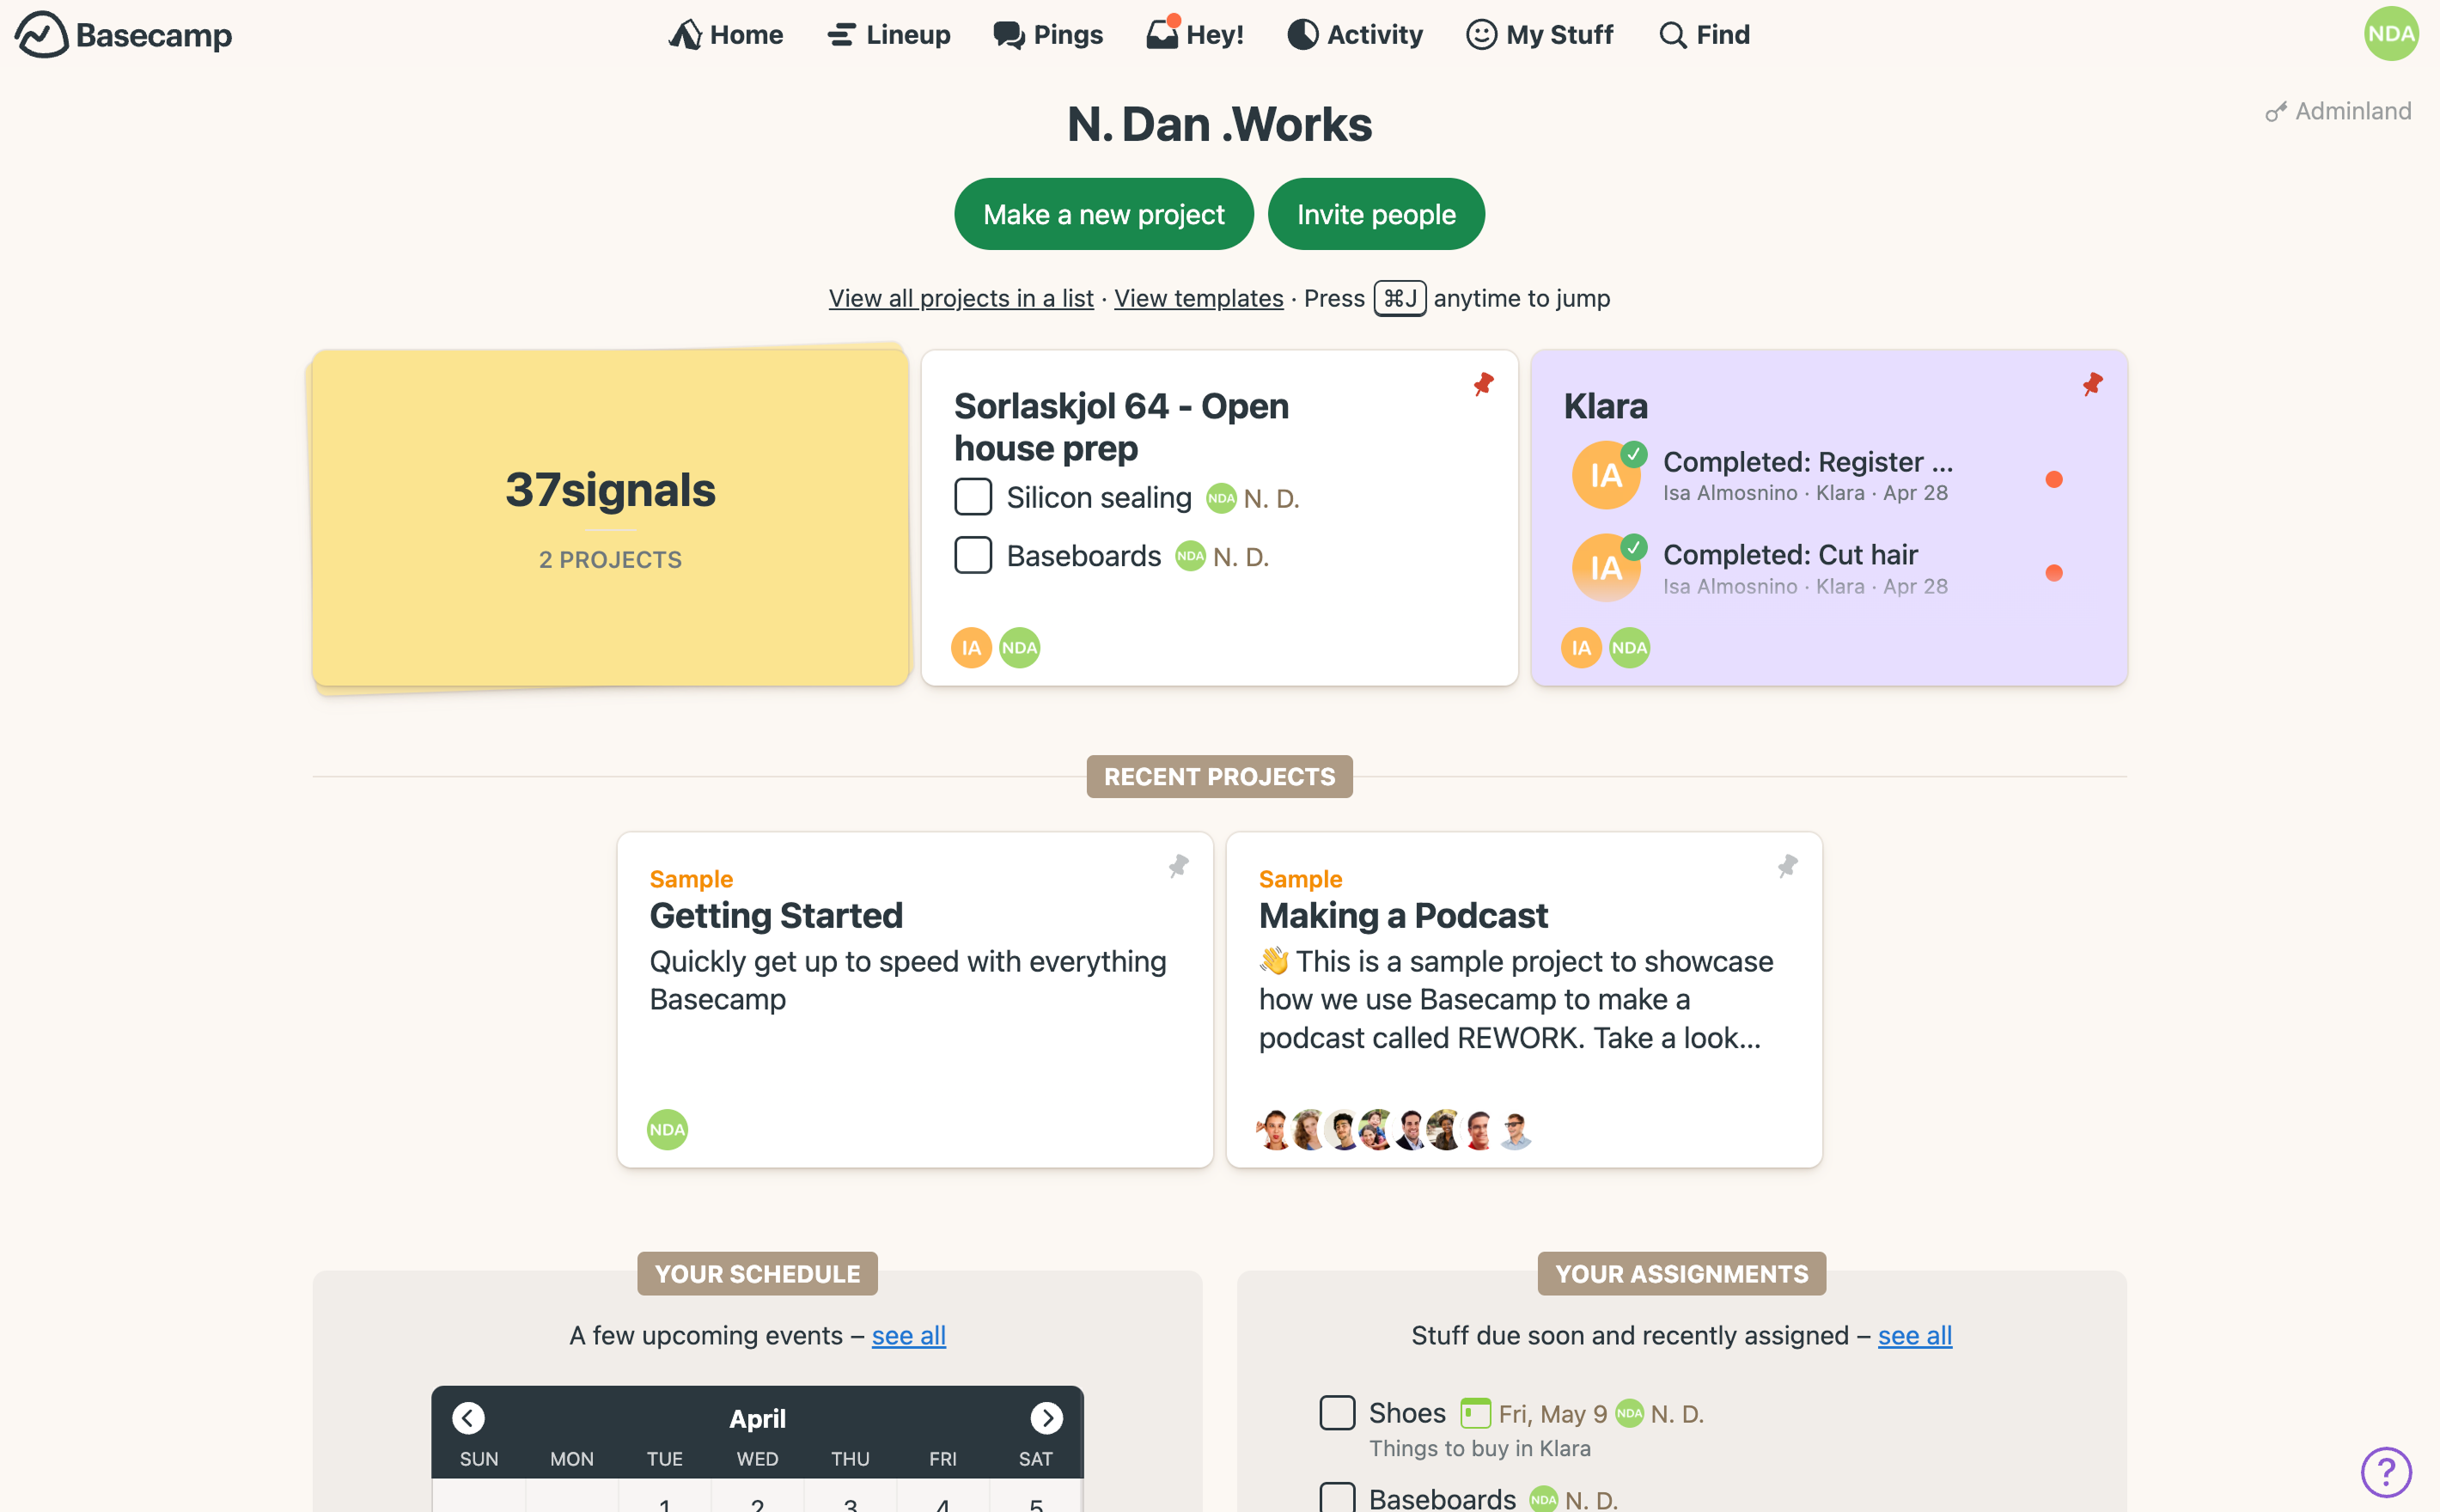 Basecamp
Home
Lineup
Pings
Hey!
Activity
My Stuff
Find
NDA
N. Dan .Works
Adminland
Make a new project
Invite people
View all projects in a list · View templates · Press ⌘J anytime to jump
37signals
2 PROJECTS
Sorlaskjol 64 - Open
house prep
Silicon sealing NDA N. D.
Baseboards NDA N. D.
IA NDA
Klara
IA
Completed: Register ...
Isa Almosnino · Klara · Apr 28
IA
Completed: Cut hair
Isa Almosnino · Klara · Apr 28
IA NDA
RECENT PROJECTS
Sample
Getting Started
Quickly get up to speed with everything
Basecamp
NDA
Sample
Making a Podcast
👋 This is a sample project to showcase
how we use Basecamp to make a
podcast called REWORK. Take a look...
YOUR SCHEDULE
A few upcoming events – see all
April
SUN MON TUE WED THU FRI SAT
1 2 3 4 5
YOUR ASSIGNMENTS
Stuff due soon and recently assigned – see all
Shoes Fri, May 9 NDA N. D.
Things to buy in Klara
Baseboards NDA N. D.
?